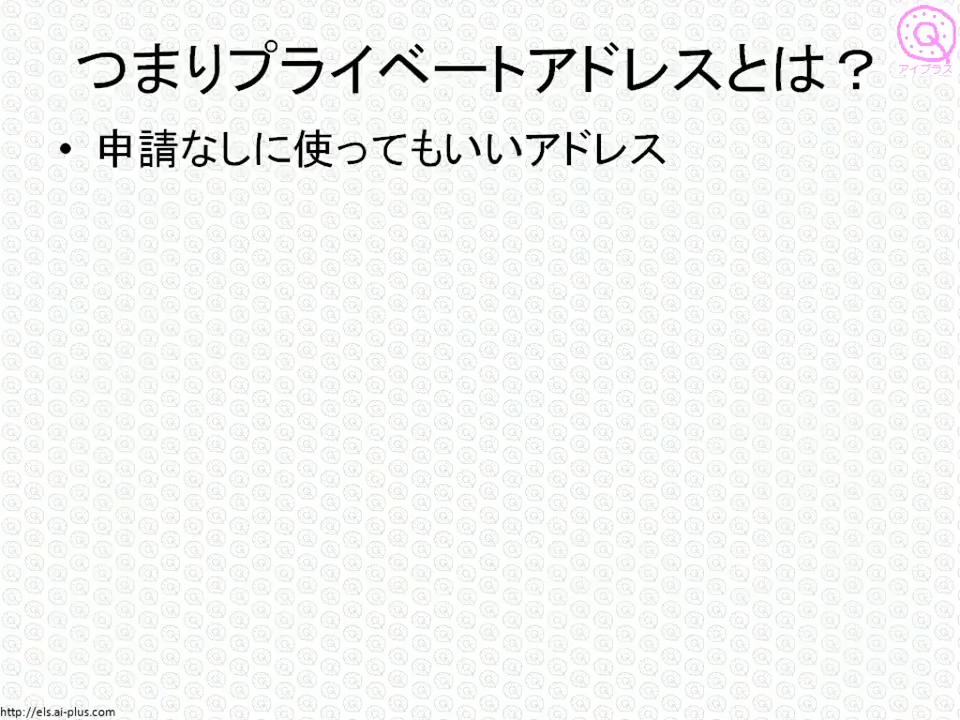 つまりプライベートアドレスとは？
アイプラス
• 申請なしに使ってもいいアドレス
http://els.ai-plus.com